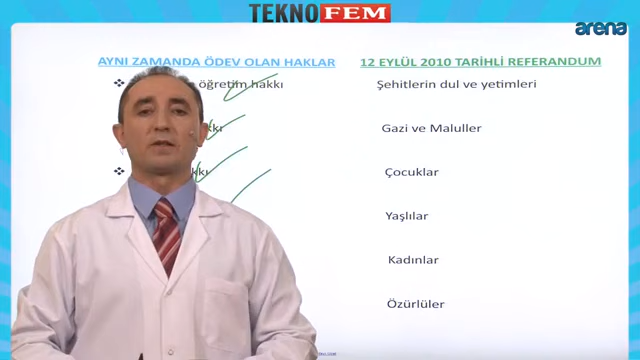 TEKNOFEM
arena
AYNI ZAMANDA ÖDEV OLAN HAKLAR
öğretim hakkı
12 EYLÜL 2010 TARİHLİ REFERANDUM
Şehitlerin dul ve yetimleri
Gazi ve Maluller
Çocuklar
Yaşlılar
Kadınlar
Özürlüler